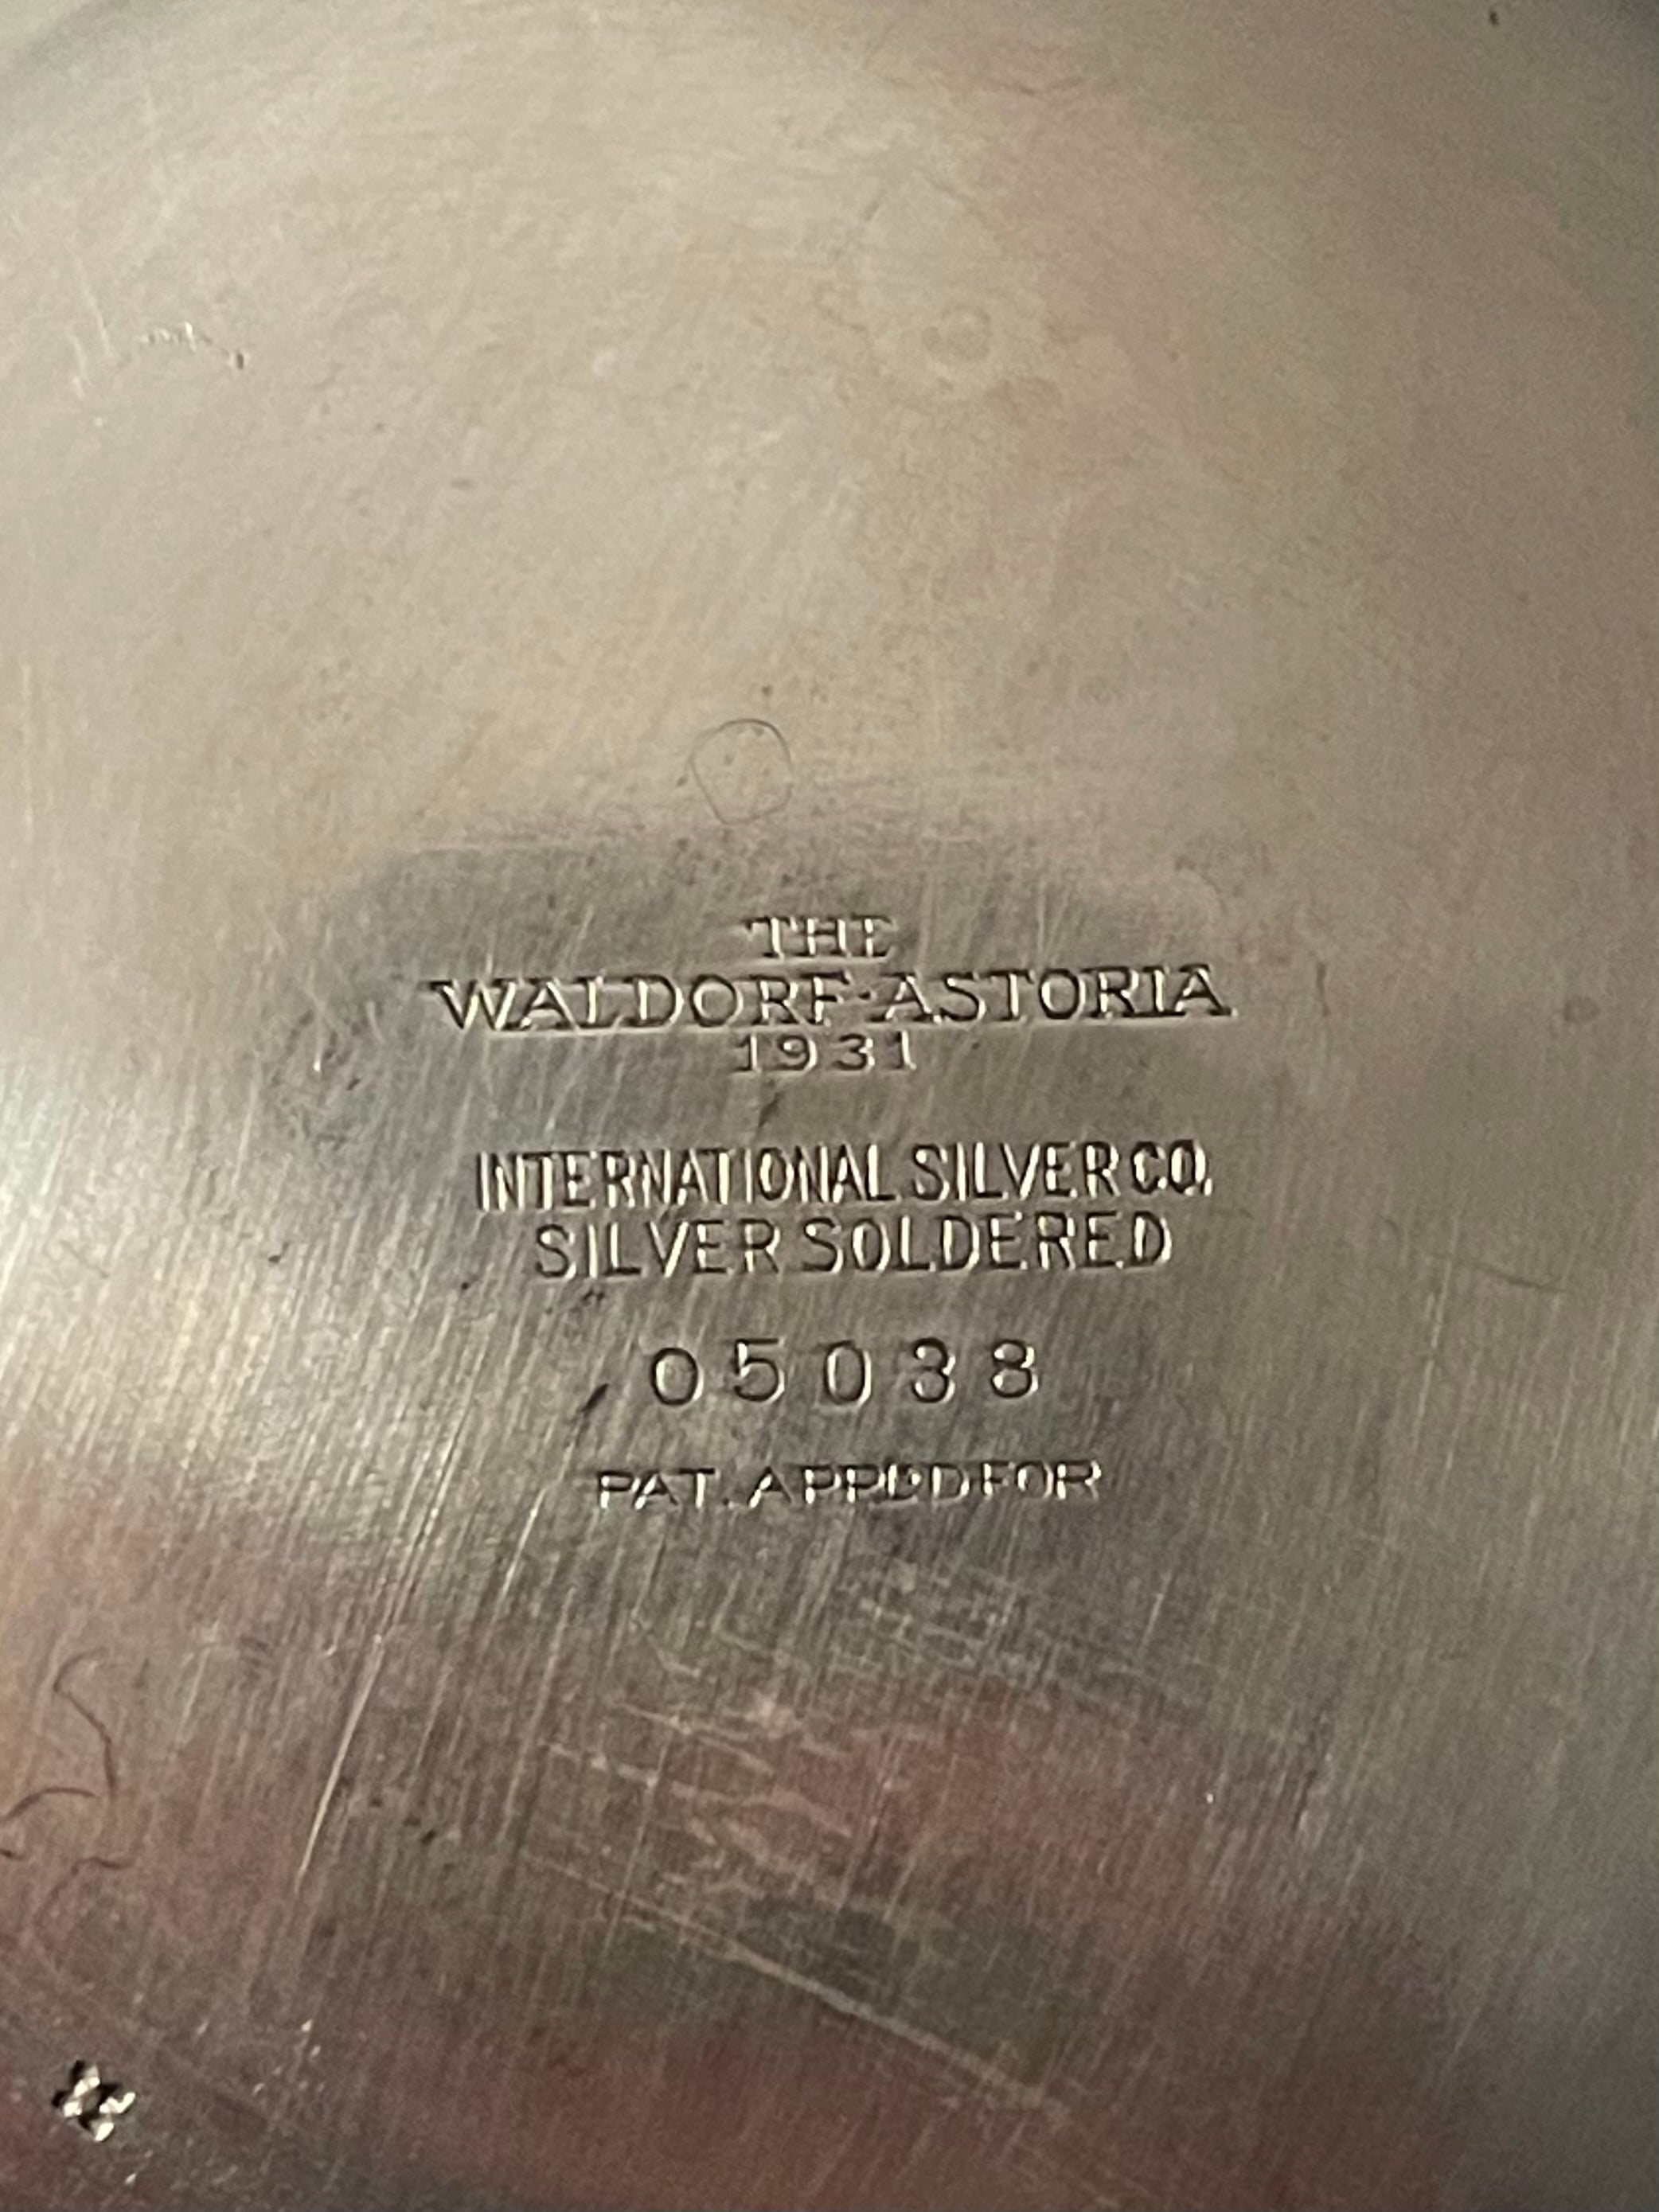 THE
WALDORF-ASTORIA
1931
INTERNATIONAL SILVER CO.
SILVER SOLDERED
05038
PAT. APPLD FOR